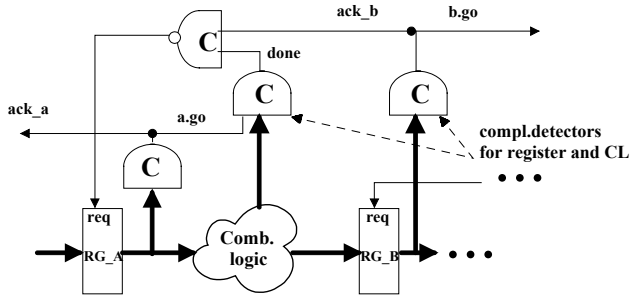 ack_b
b.go
C
done
ack_a
a.go
C
C
C
compl.detectors
for register and CL
req
RG_A
Comb.
logic
req
RG_B